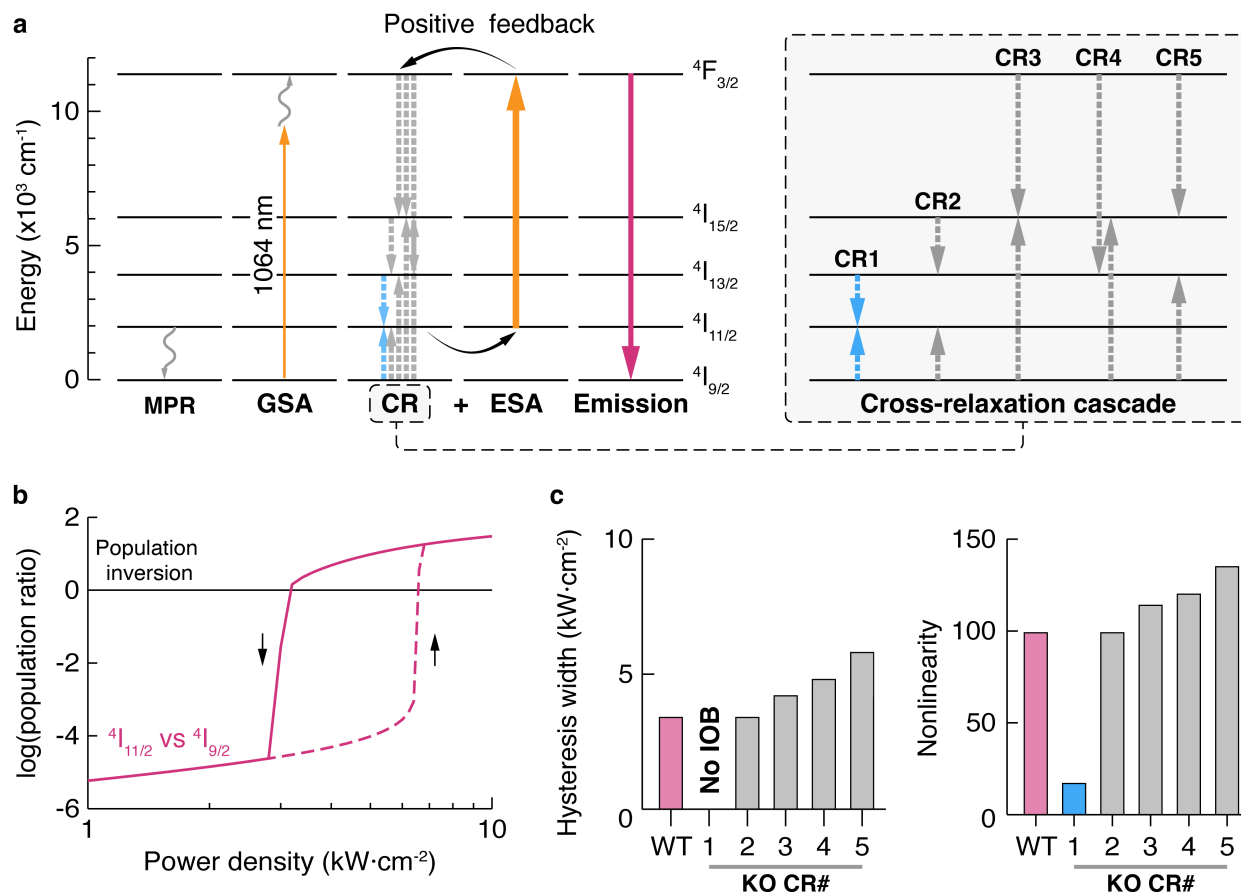 a
Positive feedback
Energy (x10³ cm⁻¹)
10
5
0
1064 nm
⁴F₃/₂
⁴I₁₅/₂
⁴I₁₃/₂
⁴I₁₁/₂
⁴I₉/₂
MPR GSA CR + ESA Emission
CR3 CR4 CR5
CR2
CR1
Cross-relaxation cascade
b
log(population ratio)
2
0
-2
-4
-6
Population
inversion
⁴I₁₁/₂ vs ⁴I₉/₂
1 10
Power density (kW·cm⁻²)
c
Hysteresis width (kW·cm⁻²)
10
5
0
No IOB
WT 1 2 3 4 5
KO CR#
Nonlinearity
150
100
50
0
WT 1 2 3 4 5
KO CR#